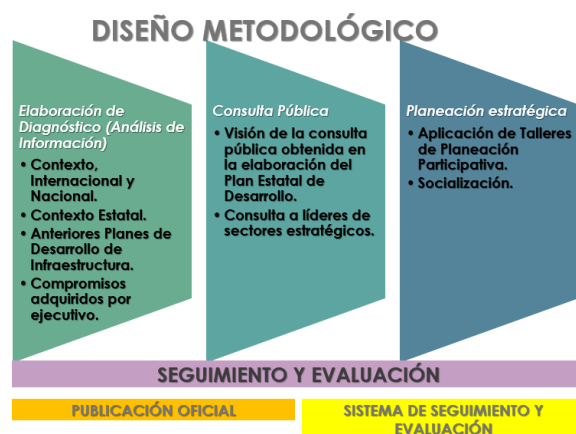 DISEÑO METODOLÓGICO
Elaboración de
Diagnóstico (Análisis de
Información)
• Contexto,
Internacional y
Nacional.
• Contexto Estatal.
• Anteriores Planes de
Desarrollo de
Infraestructura.
• Compromisos
adquiridos por
ejecutivo.
Consulta Pública
• Visión de la consulta
pública obtenida en
la elaboración del
Plan Estatal de
Desarrollo.
• Consulta a líderes de
sectores estratégicos.
Planeación estratégica
• Aplicación de Talleres
de Planeación
Participativa.
• Socialización.
SEGUIMIENTO Y EVALUACIÓN
PUBLICACIÓN OFICIAL
SISTEMA DE SEGUIMIENTO Y
EVALUACIÓN